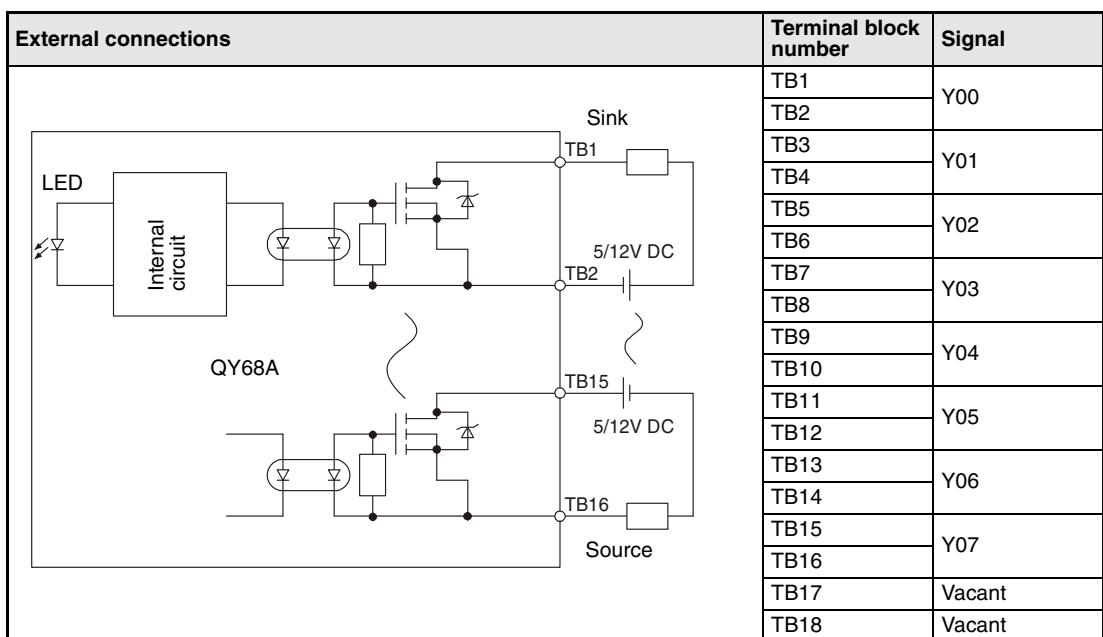 External connections
Terminal block
number
Signal
Sink
TB1
LED
Internal
circuit
5/12V DC
TB2
QY68A
TB15
5/12V DC
TB16
Source
TB1
Y00
TB2
TB3
Y01
TB4
TB5
Y02
TB6
TB7
Y03
TB8
TB9
Y04
TB10
TB11
Y05
TB12
TB13
Y06
TB14
TB15
Y07
TB16
TB17 Vacant
TB18 Vacant